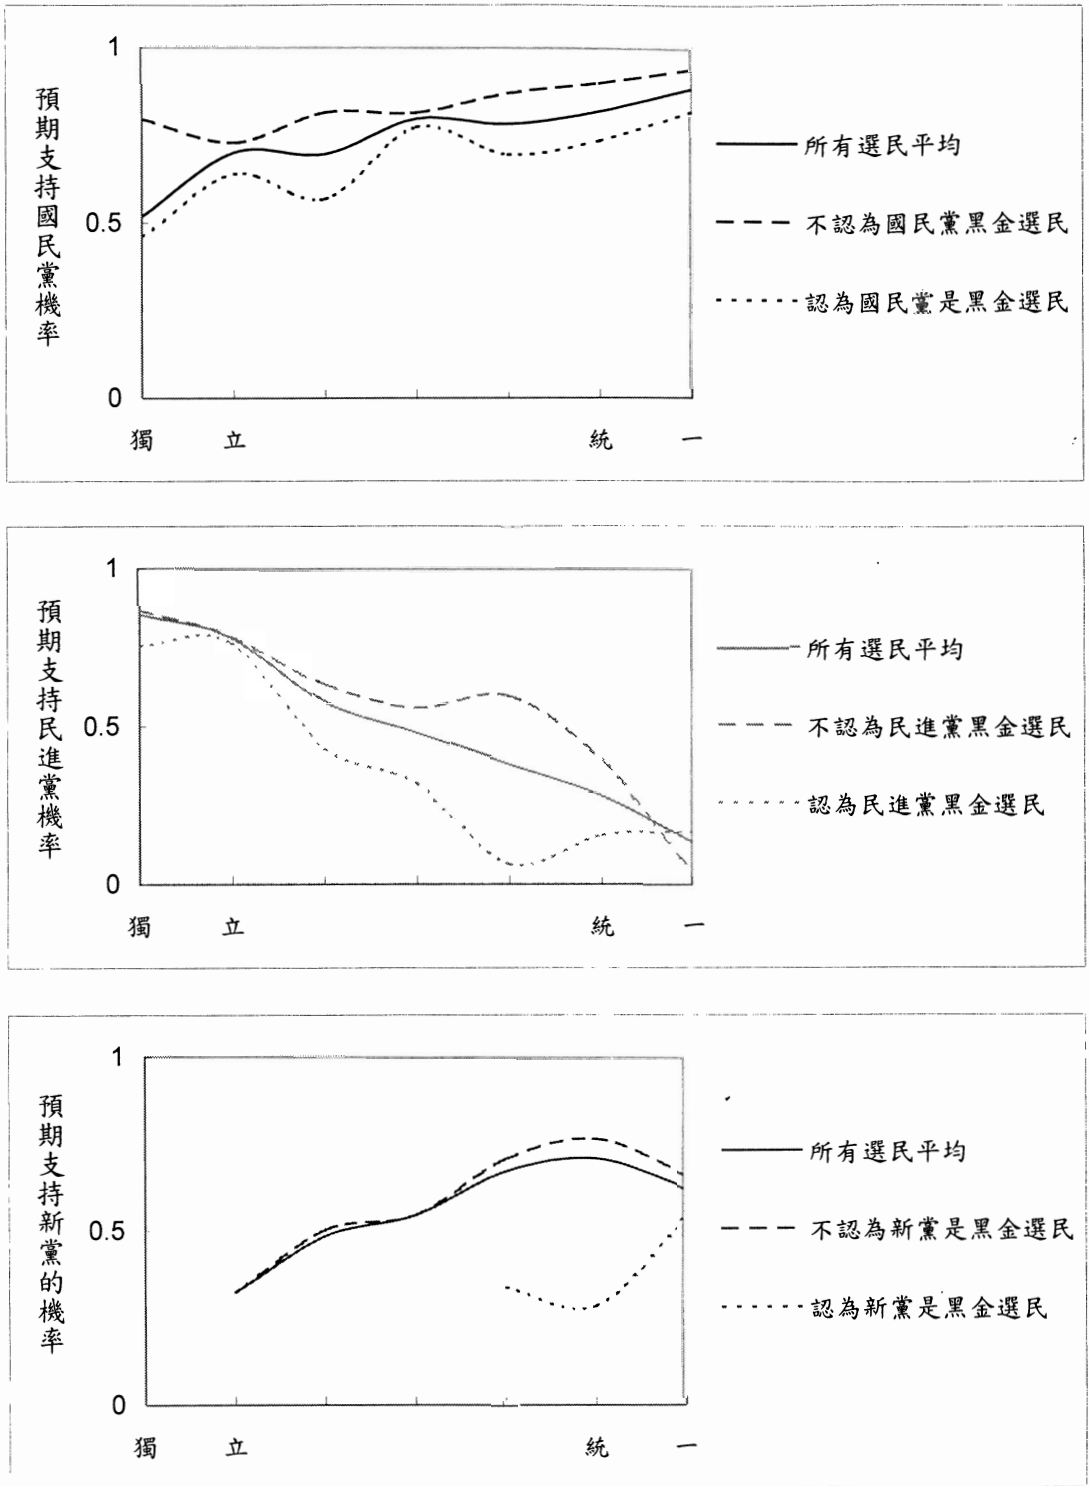 預期支持國民黨機率
1
0.5
0
獨 立 統 一
所有選民平均
不認為國民黨黑金選民
認為國民黨是黑金選民
預期支持民進黨機率
1
0.5
0
獨 立 統 一
所有選民平均
不認為民進黨黑金選民
認為民進黨黑金選民
預期支持新黨的機率
1
0.5
0
獨 立 統 一
所有選民平均
不認為新黨是黑金選民
認為新黨是黑金選民